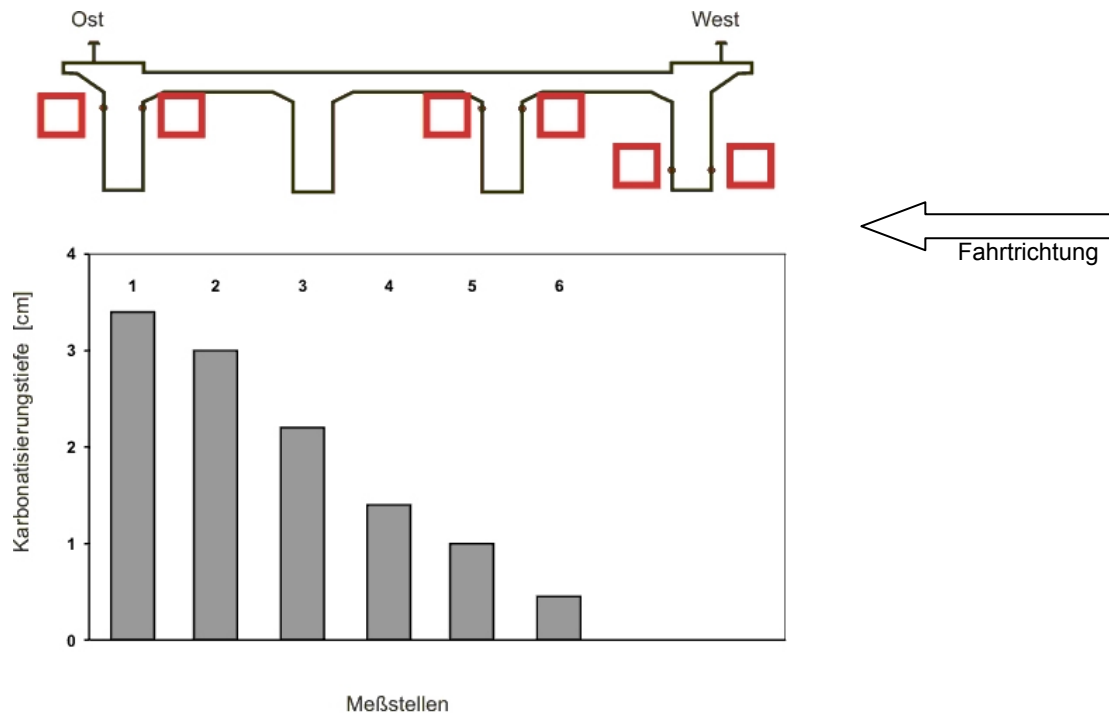 Ost West
Fahrtrichtung
Karbonatisierungstiefe [cm]
4
1 2 3 4 5 6
3
2
1
0
Meßstellen